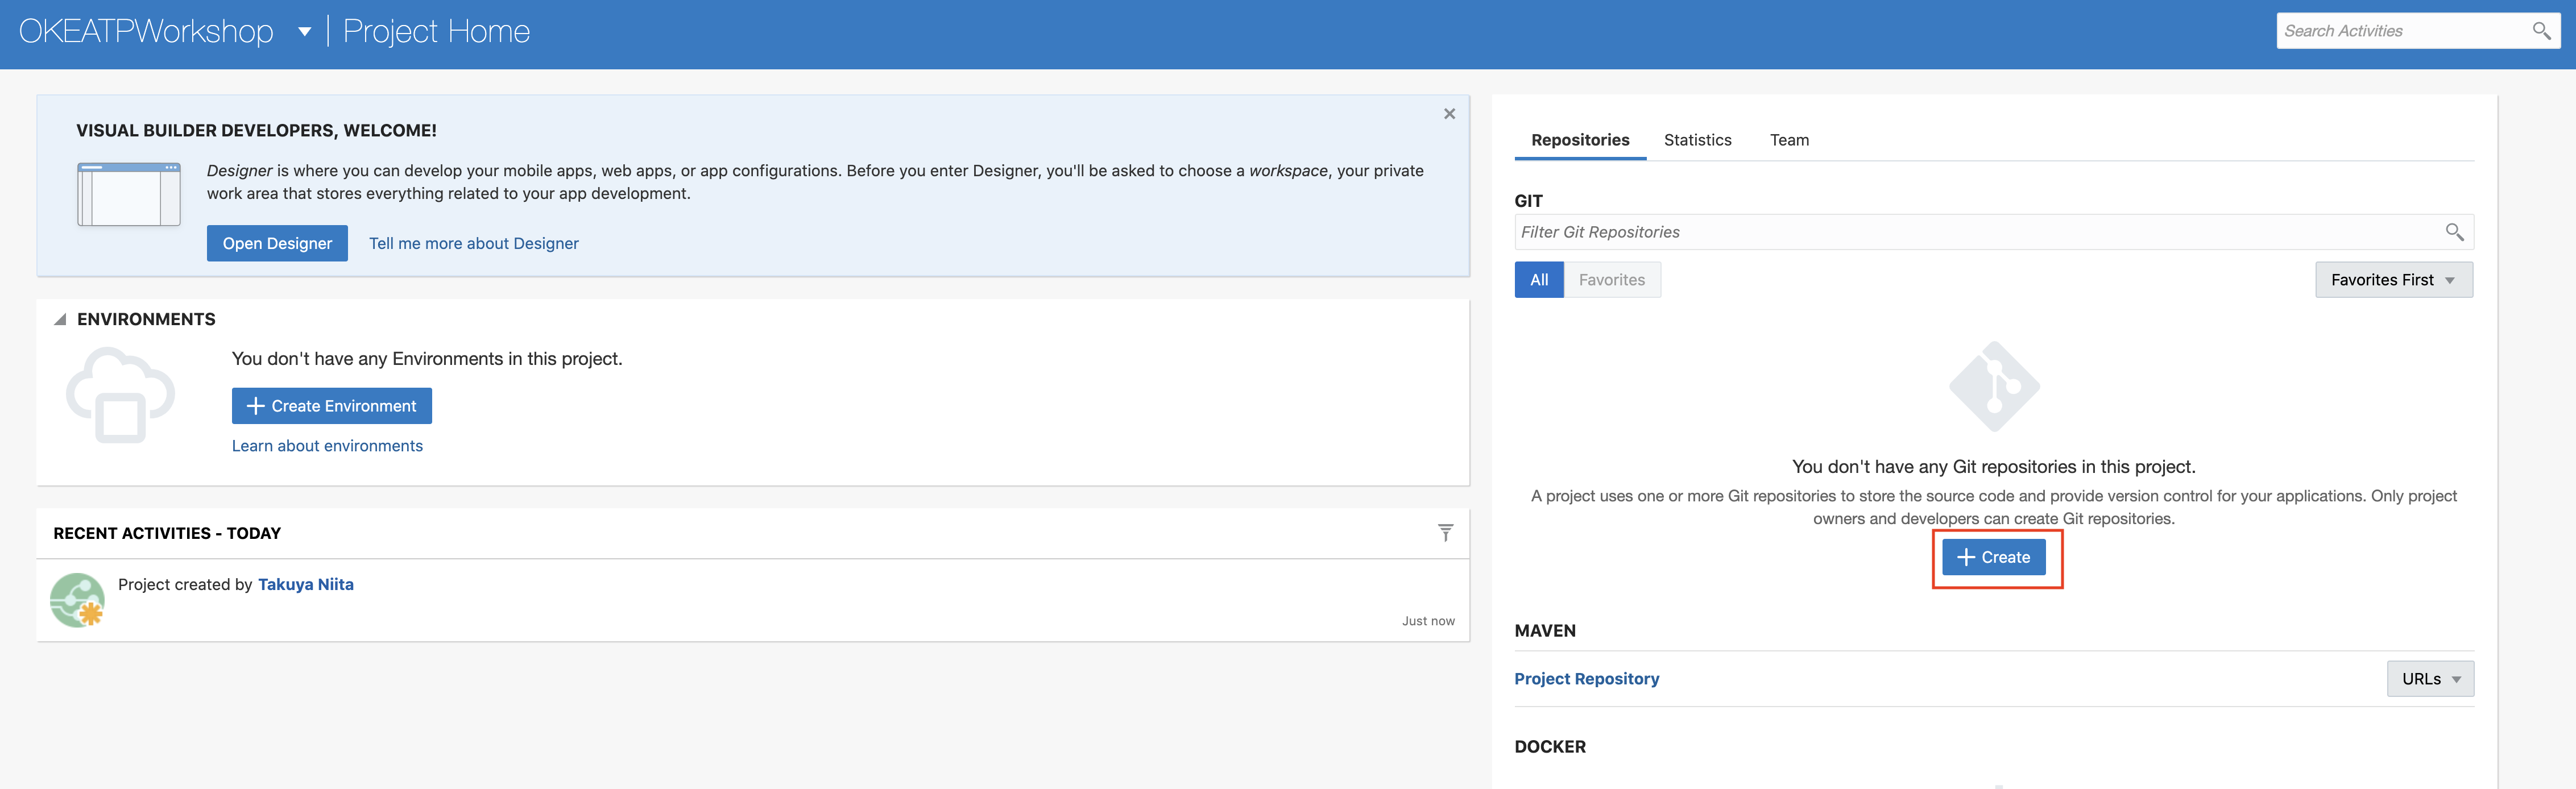 OKEATPWorkshop
Project Home
Search Activities
VISUAL BUILDER DEVELOPERS, WELCOME!
Designer is where you can develop your mobile apps, web apps, or app configurations. Before you enter Designer, you'll be asked to choose a workspace, your private
work area that stores everything related to your app development.
Open Designer
Tell me more about Designer
ENVIRONMENTS
You don't have any Environments in this project.
Create Environment
Learn about environments
RECENT ACTIVITIES - TODAY
Project created by Takuya Niita
Just now
Repositories
Statistics
Team
GIT
Filter Git Repositories
All
Favorites
Favorites First
You don't have any Git repositories in this project.
A project uses one or more Git repositories to store the source code and provide version control for your applications. Only project
owners and developers can create Git repositories.
Create
MAVEN
Project Repository
URLs
DOCKER